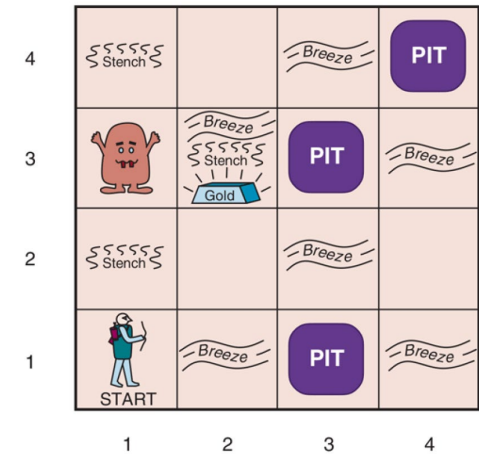 4
Stench
Breeze
PIT
3
Breeze
Stench
Gold
PIT
Breeze
2
Stench
Breeze
1
START
Breeze
PIT
Breeze
1 2 3 4